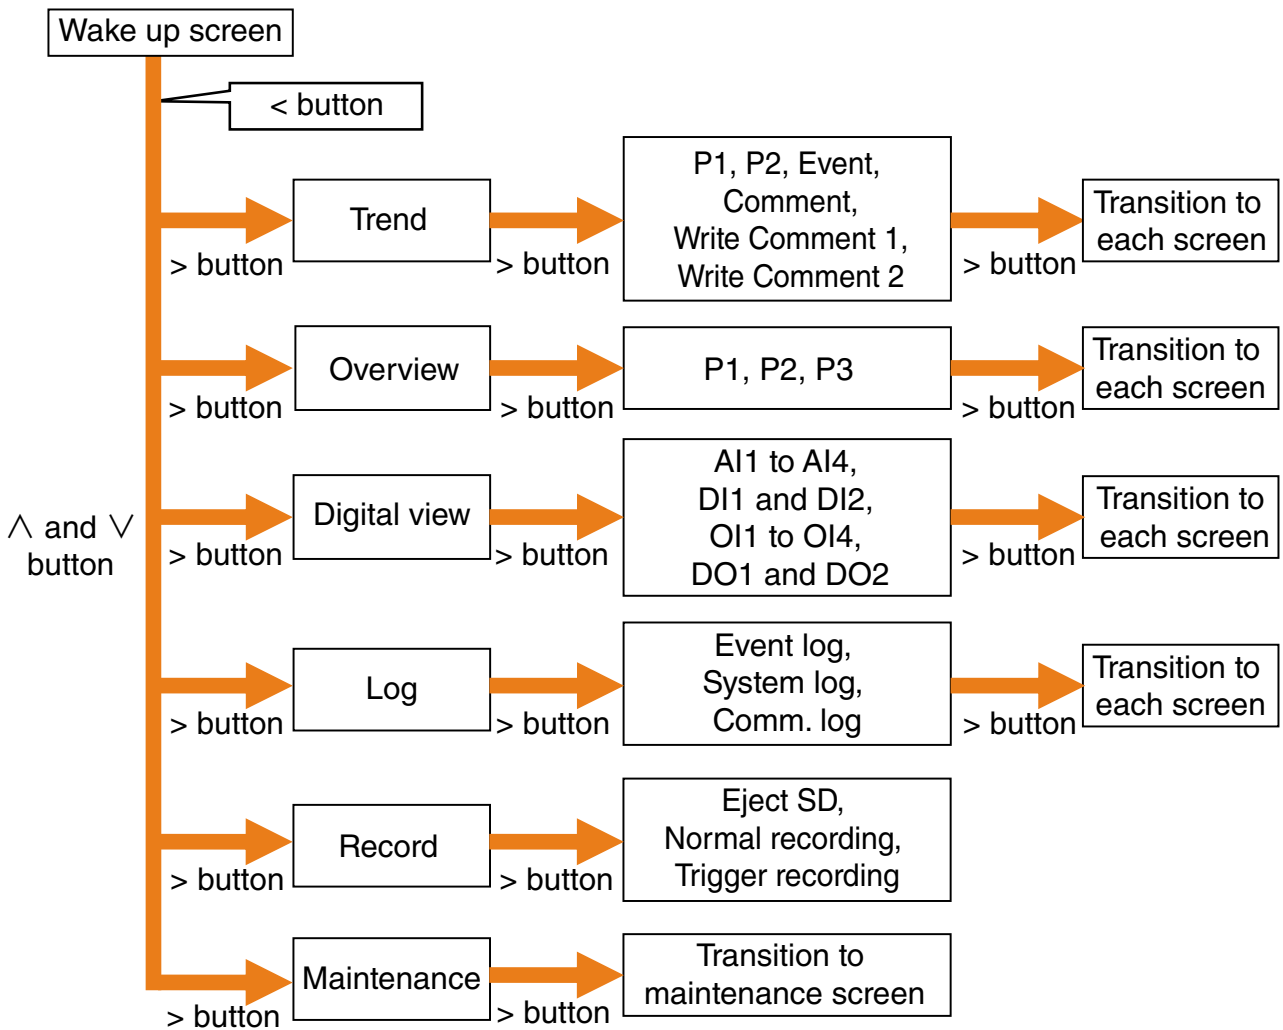 Wake up screen
< button
Trend
> button
> button
P1, P2, Event,
Comment,
Write Comment 1,
Write Comment 2
> button
Transition to
each screen
Overview
> button
> button
P1, P2, P3
> button
Transition to
each screen
∧ and ∨
button
Digital view
> button
> button
AI1 to AI4,
DI1 and DI2,
OI1 to OI4,
DO1 and DO2
> button
Transition to
each screen
Log
> button
> button
Event log,
System log,
Comm. log
> button
Transition to
each screen
Record
> button
> button
Eject SD,
Normal recording,
Trigger recording
Maintenance
> button
> button
Transition to
maintenance screen